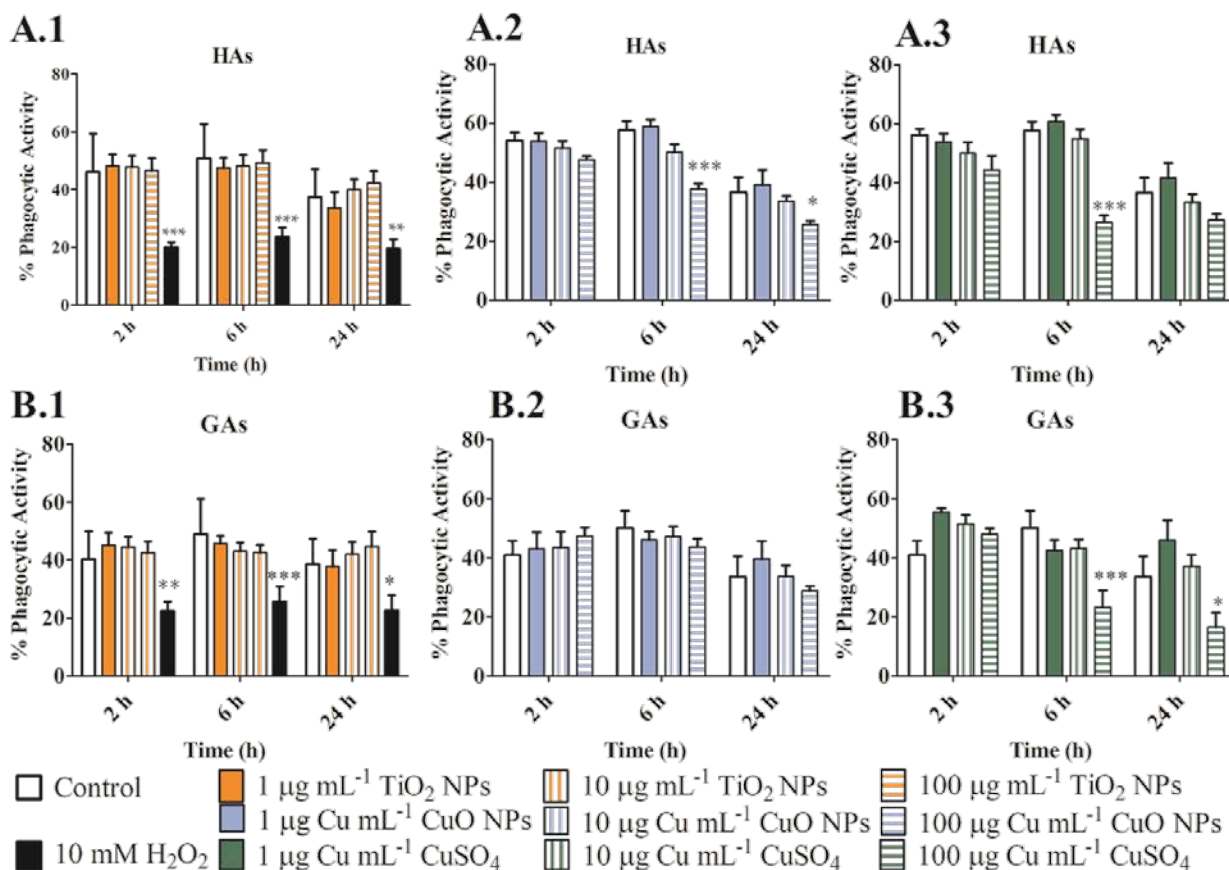 A.1
HAs
% Phagocytic Activity
80
60
40
20
0
***
***
**
2 h
6 h
24 h
Time (h)
A.2
HAs
% Phagocytic Activity
80
60
40
20
0
***
*
2 h
6 h
24 h
Time (h)
A.3
HAs
% Phagocytic Activity
80
60
40
20
0
***
2 h
6 h
24 h
Time (h)
B.1
GAs
% Phagocytic Activity
80
60
40
20
0
**
***
*
2 h
6 h
24 h
Time (h)
B.2
GAs
% Phagocytic Activity
80
60
40
20
0
2 h
6 h
24 h
Time (h)
B.3
GAs
% Phagocytic Activity
80
60
40
20
0
***
*
2 h
6 h
24 h
Time (h)
Control
10 mM H₂O₂
1 µg mL⁻¹ TiO₂ NPs
1 µg Cu mL⁻¹ CuO NPs
1 µg Cu mL⁻¹ CuSO₄
10 µg mL⁻¹ TiO₂ NPs
10 µg Cu mL⁻¹ CuO NPs
10 µg Cu mL⁻¹ CuSO₄
100 µg mL⁻¹ TiO₂ NPs
100 µg Cu mL⁻¹ CuO NPs
100 µg Cu mL⁻¹ CuSO₄